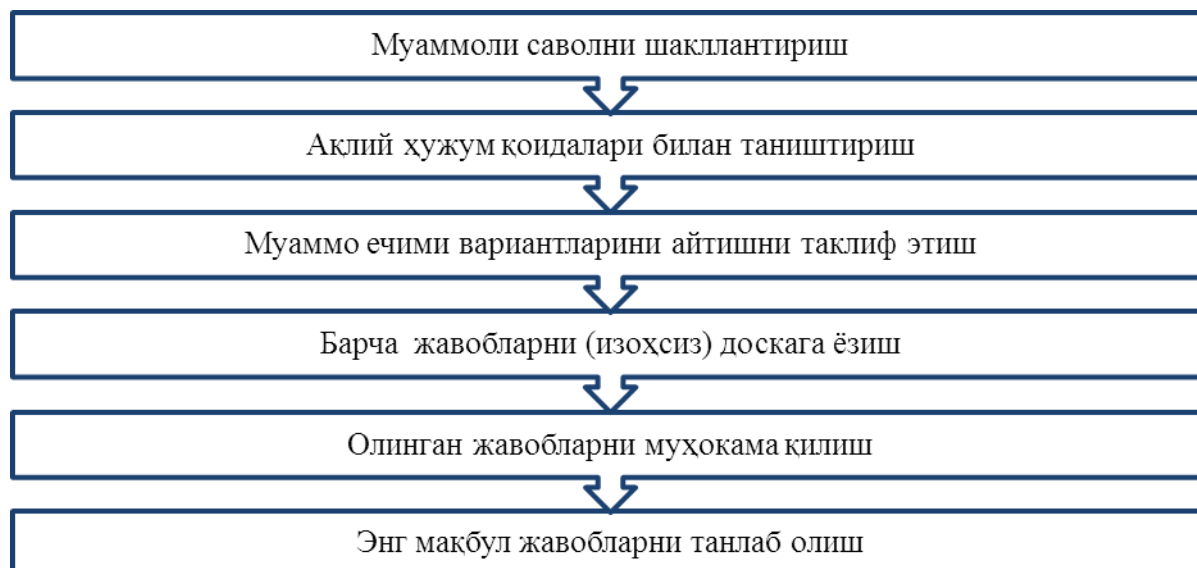 Муаммоли саволни шакллантириш
Ақлий ҳужум қоидалари билан таништириш
Муаммо ечими вариантларини айтишни таклиф этиш
Барча жавобларни (изоҳсиз) доскага ёзиш
Олинган жавобларни муҳокама қилиш
Энг мақбул жавобларни танлаб олиш